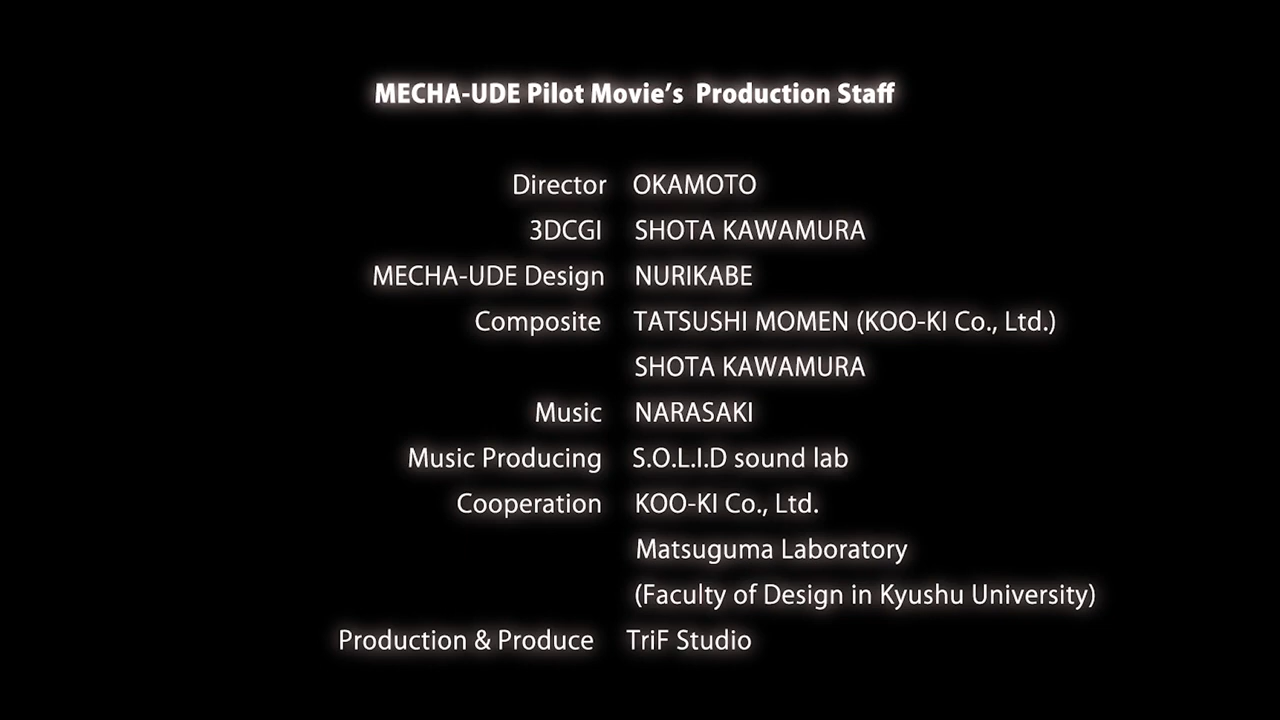 MECHA-UDE Pilot Movie's Production Staff
Director OKAMOTO
3DCGI SHOTA KAWAMURA
MECHA-UDE Design NURIKABE
Composite TATSUSHI MOMEN (KOO-KI Co., Ltd.)
SHOTA KAWAMURA
Music NARASAKI
Music Producing S.O.L.I.D sound lab
Cooperation KOO-KI Co., Ltd.
Matsuguma Laboratory
(Faculty of Design in Kyushu University)
Production & Produce TriF Studio